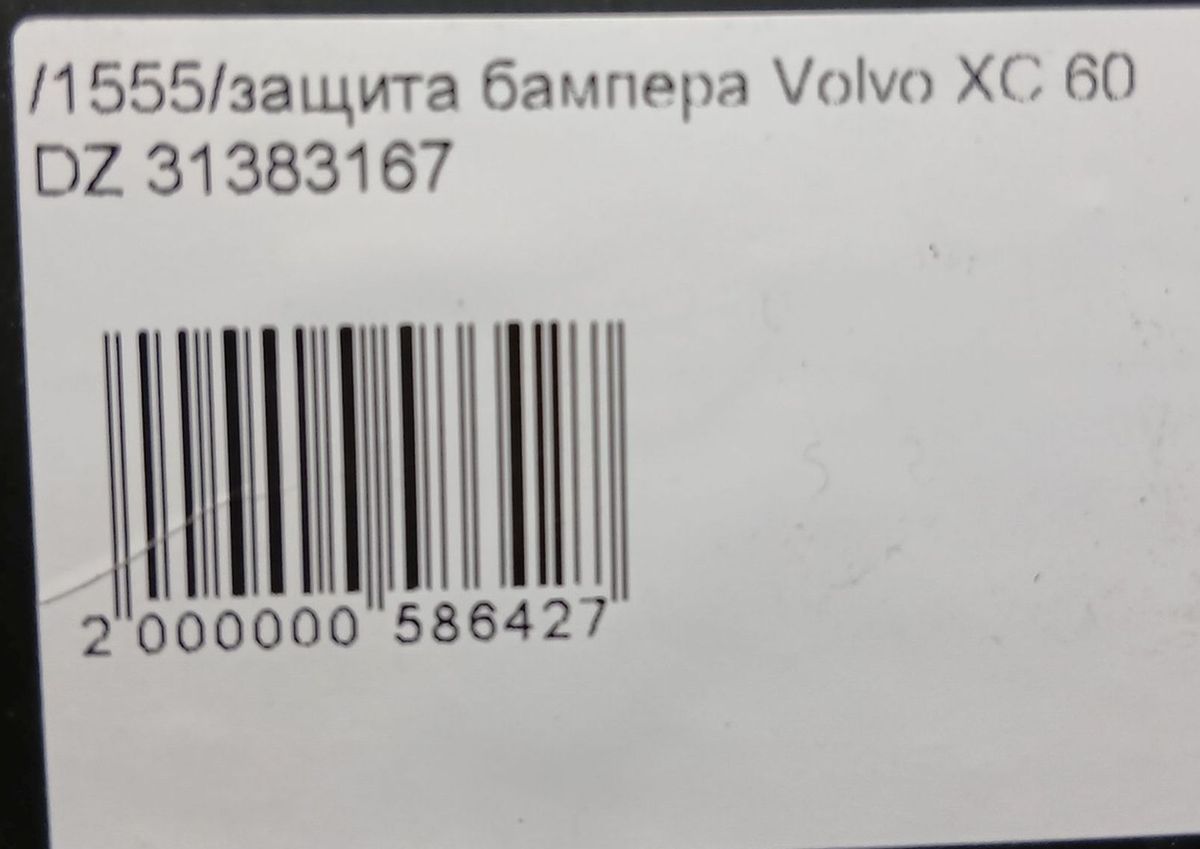 /1555/защита бампера Volvo XC 60
DZ 31383167
2 000000 586427